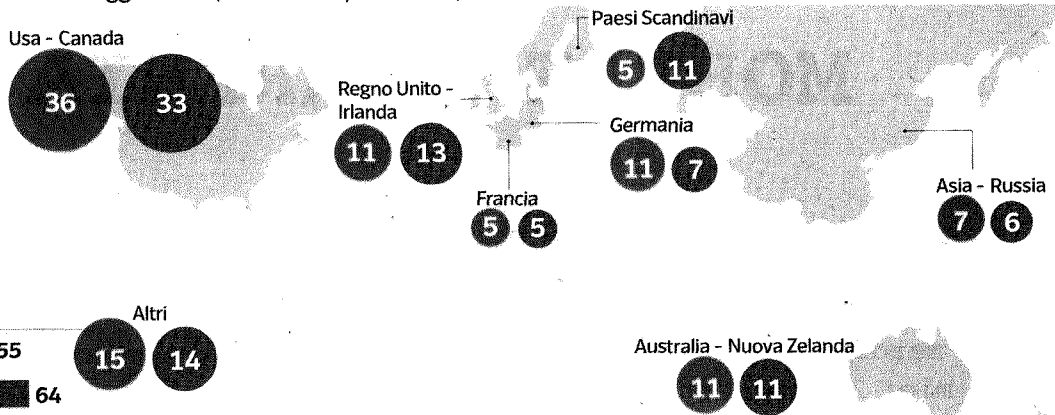 Paesi Scandinavi
5 11
Usa - Canada
36 33
Regno Unito -
Irlanda
11 13
Germania
11 7
Francia
5 5
Asia - Russia
7 6
Altri
15 14
55
64
Australia - Nuova Zelanda
11 11